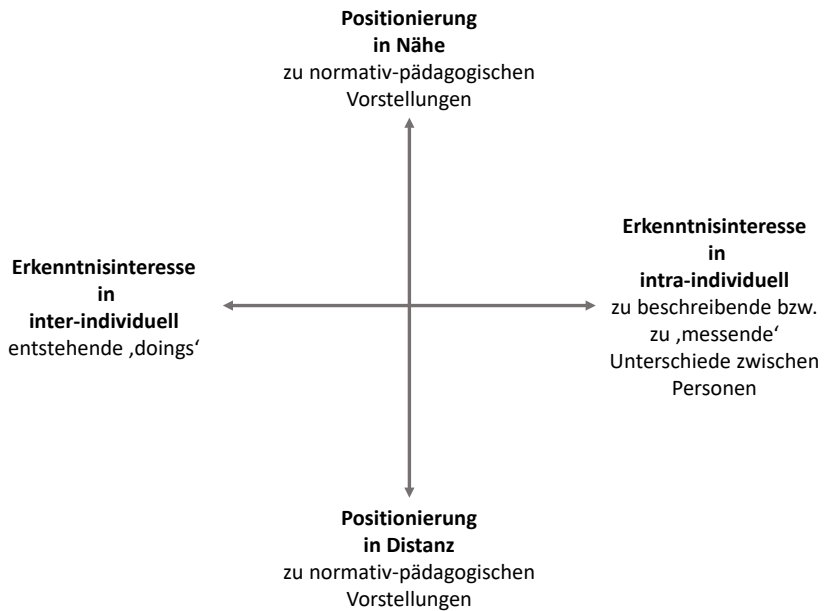 Positionierung
in Nähe
zu normativ-pädagogischen
Vorstellungen
Erkenntnisinteresse
in
inter-individuell
entstehende ‚doings‘
Erkenntnisinteresse
in
intra-individuell
zu beschreibende bzw.
zu ‚messende‘
Unterschiede zwischen
Personen
Positionierung
in Distanz
zu normativ-pädagogischen
Vorstellungen